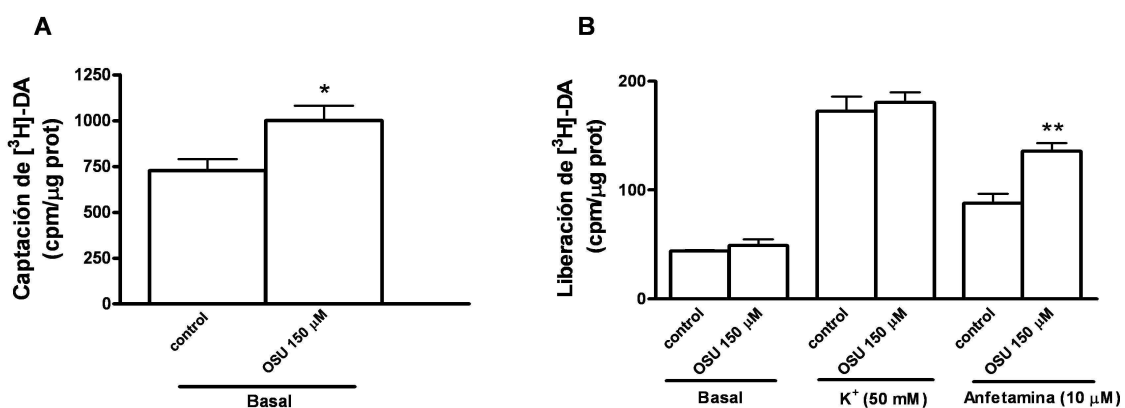 A
Captación de [³H]-DA
(cpm/µg prot)
1250
1000
750
500
250
0
*
control
OSU 150 µM
Basal
B
Liberación de [³H]-DA
(cpm/µg prot)
200
100
0
**
control
OSU 150 µM
control
OSU 150 µM
control
OSU 150 µM
Basal
K⁺ (50 mM)
Anfetamina (10 µM)